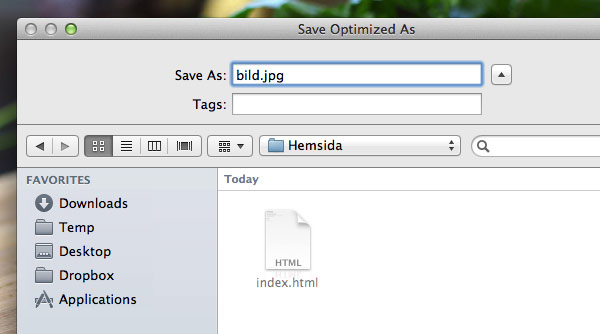 Save Optimized As
Save As: bild.jpg
Tags:
Hemsida
FAVORITES
Today
Downloads
Temp
Desktop
Dropbox
Applications
HTML
index.html